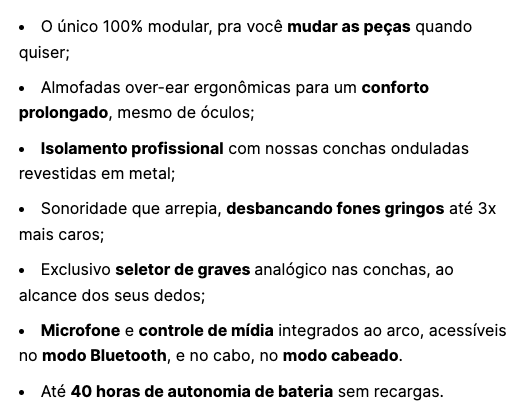 • O único 100% modular, pra você mudar as peças quando
quiser;
• Almofadas over-ear ergonômicas para um conforto
prolongado, mesmo de óculos;
• Isolamento profissional com nossas conchas onduladas
revestidas em metal;
• Sonoridade que arrepia, desbancando fones gringos até 3x
mais caros;
• Exclusivo seletor de graves analógico nas conchas, ao
alcance dos seus dedos;
• Microfone e controle de mídia integrados ao arco, acessíveis
no modo Bluetooth, e no cabo, no modo cabeado.
• Até 40 horas de autonomia de bateria sem recargas.